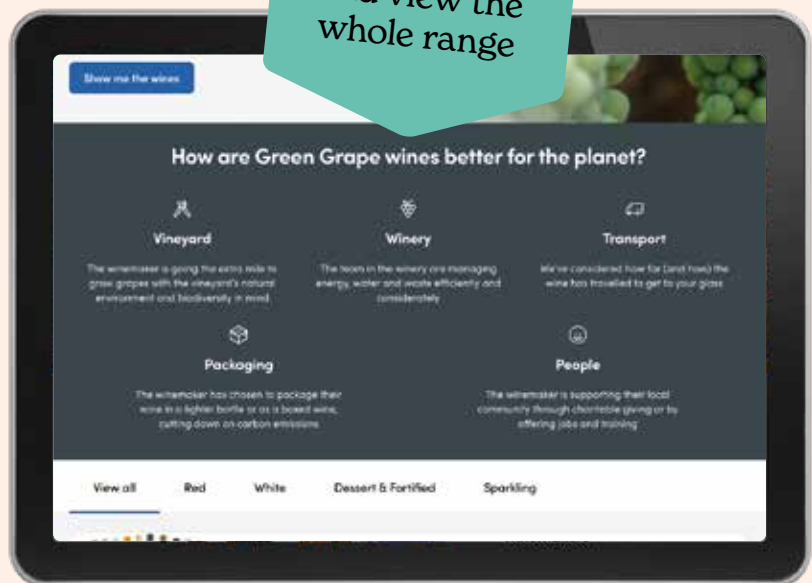 view the
whole range
Show me the wines
How are Green Grape wines better for the planet?
Vineyard
The winemaker is going the extra mile to
grow grapes with the vineyard's natural
environment and biodiversity in mind
Winery
The team in the winery are managing
energy, water and waste efficiently and
considerately
Transport
We've considered how far (and how) the
wine has travelled to get to your glass
Packaging
The winemaker has chosen to package their
wine in a lighter bottle or as a boxed wine,
cutting down on carbon emissions
People
The winemaker is supporting their local
community through charitable giving or by
offering jobs and training
View all Red White Dessert & Fortified Sparkling